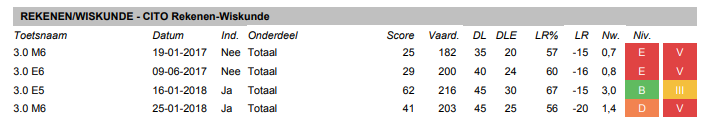 REKENEN/WISKUNDE - CITO Rekenen-Wiskunde
Toetsnaam Datum Ind. Onderdeel Score Vaard. DL DLE LR% LR Nw. Niv.
3.0 M6 19-01-2017 Nee Totaal 25 182 35 20 57 -15 0,7 E V
3.0 E6 09-06-2017 Nee Totaal 29 200 40 24 60 -16 0,8 E V
3.0 E5 16-01-2018 Ja Totaal 62 216 45 30 67 -15 3,0 B III
3.0 M6 25-01-2018 Ja Totaal 41 203 45 25 56 -20 1,4 D V